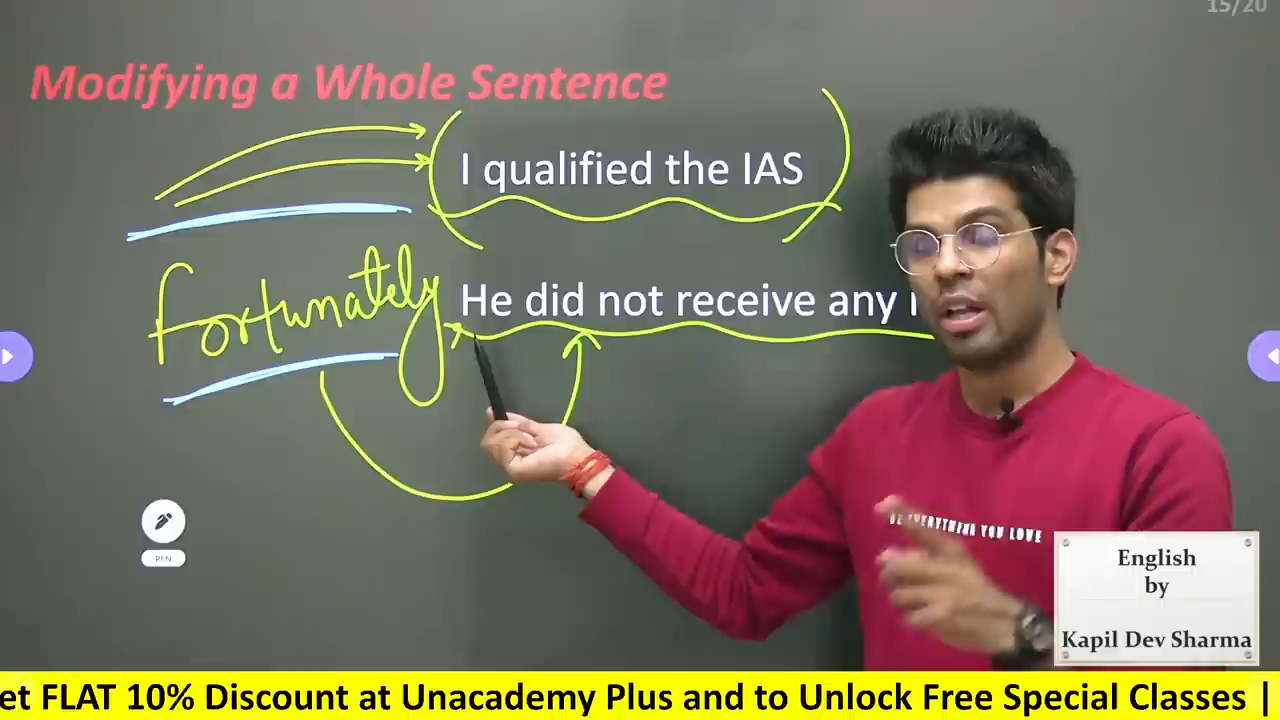 15/20
Modifying a Whole Sentence
I qualified the IAS
fortunately He did not receive any
PEN
BE EVERYTHING YOU LOVE
English
by
Kapil Dev Sharma
FLAT 10% Discount at Unacademy Plus and to Unlock Free Special Classes |